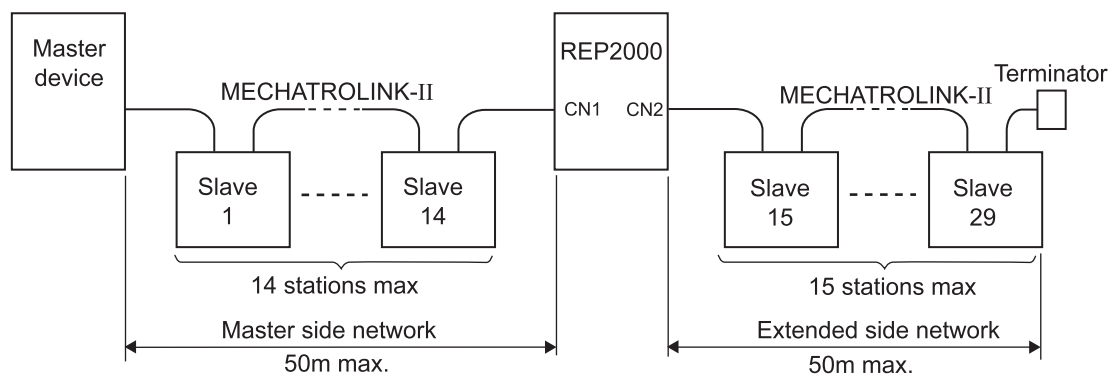 Master
device
MECHATROLINK-II
Slave
1
Slave
14
14 stations max
REP2000
CN1 CN2
MECHATROLINK-II
Terminator
Slave
15
Slave
29
15 stations max
Master side network
50m max.
Extended side network
50m max.